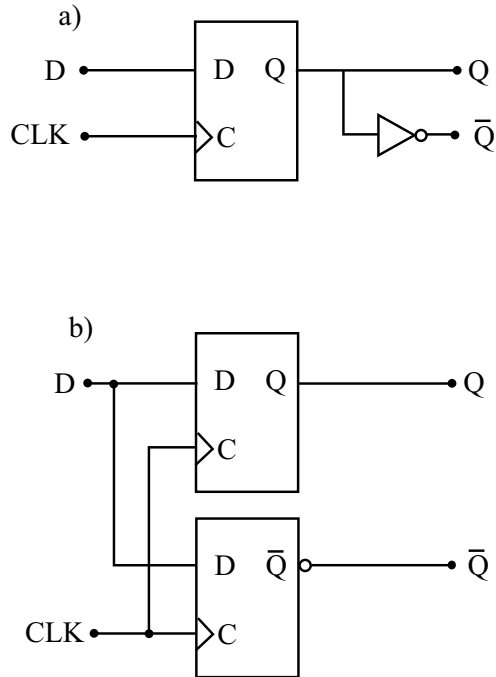 a)
D D Q Q
CLK C Q̅
b)
D D Q Q
C
D Q̅ Q̅
CLK C